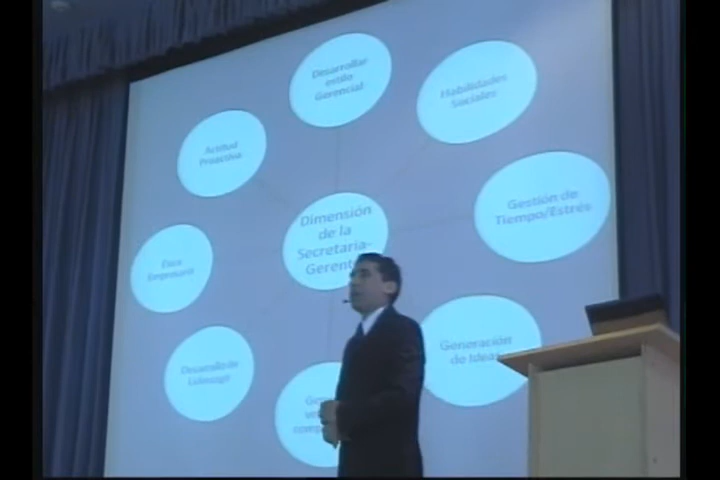 Desarrollar
estilo
Gerencial
Habilidades
Sociales
Actitud
Proactiva
Gestión de
Tiempo/Estrés
Dimensión
de la
Secretaria-
Gerente
Ética
Empresarial
Generación
de Ideas
Desarrollo de
Liderazgo